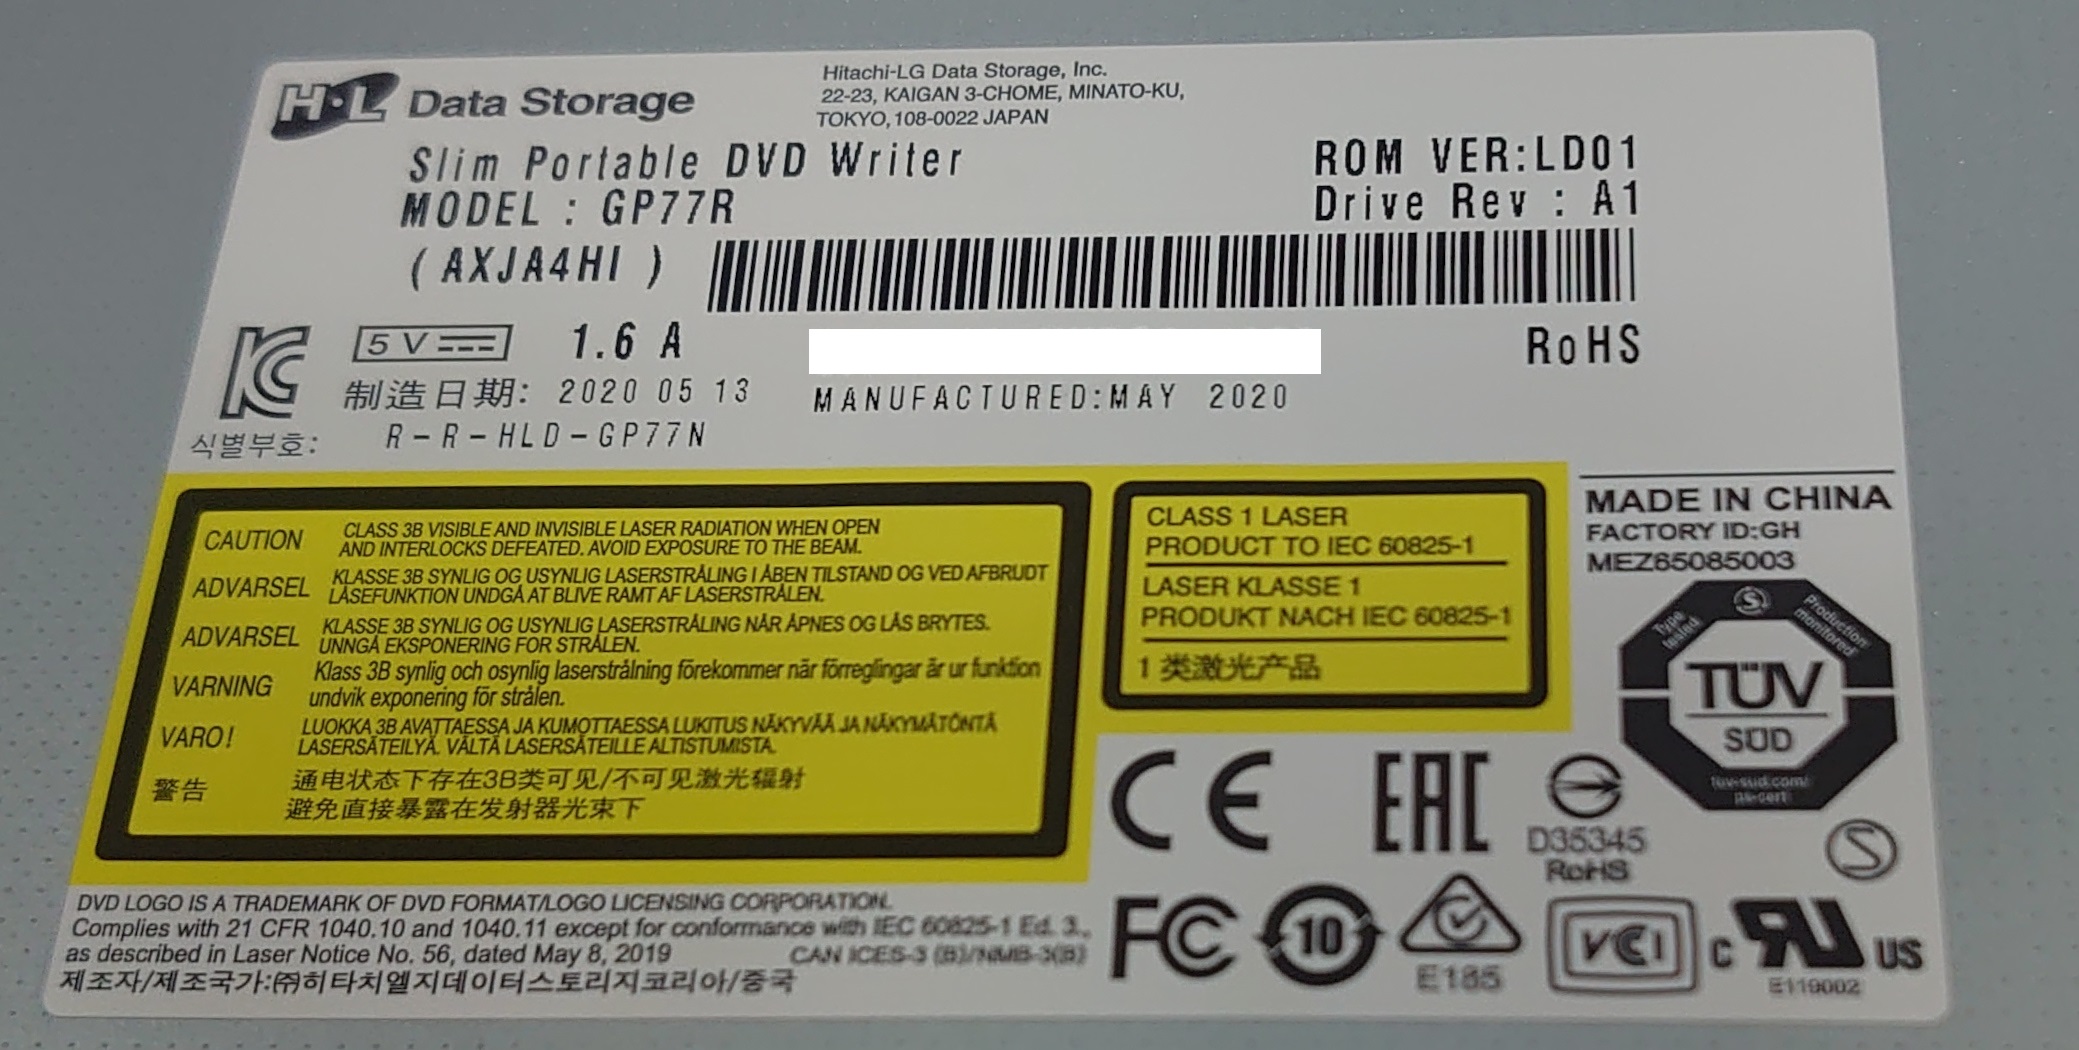 H·L Data Storage
Hitachi-LG Data Storage, Inc.
22-23, KAIGAN 3-CHOME, MINATO-KU,
TOKYO, 108-0022 JAPAN
Slim Portable DVD Writer
MODEL : GP77R
(AXJA4HI )
ROM VER:LD01
Drive Rev : A1
5 V
1.6 A
RoHS
制造日期: 2020 05 13
MANUFACTURED:MAY 2020
식별부호: R-R-HLD-GP77N
CAUTION
CLASS 3B VISIBLE AND INVISIBLE LASER RADIATION WHEN OPEN
AND INTERLOCKS DEFEATED. AVOID EXPOSURE TO THE BEAM.
ADVARSEL
KLASSE 3B SYNLIG OG USYNLIG LASERSTRÅLING I ÅBEN TILSTAND OG VED AFBRUDT
LÅSEFUNKTION UNDGÅ AT BLIVE RAMT AF LASERSTRÅLEN.
ADVARSEL
KLASSE 3B SYNLIG OG USYNLIG LASERSTRÅLING NÅR ÅPNES OG LÅS BRYTES.
UNNGÅ EKSPONERING FOR STRÅLEN.
VARNING
Klass 3B synlig och osynlig laserstrålning förekommer när förreglingar är ur funktion
undvik exponering för strålen.
VARO!
LUOKKA 3B AVATTAESSA JA KUMOTTAESSA LUKITUS NÄKYVÄÄ JA NÄKYMÄTÖNTÄ
LASERSÄTEILYÄ. VÄLTÄ LASERSÄTEILLE ALTISTUMISTA.
警告
通电状态下存在3B类可见/不可见激光辐射
避免直接暴露在发射器光束下
CLASS 1 LASER
PRODUCT TO IEC 60825-1
LASER KLASSE 1
PRODUKT NACH IEC 60825-1
1 类激光产品
MADE IN CHINA
FACTORY ID:GH
MEZ65085003
Type tested
Production monitored
TÜV
SÜD
tuv-sud.com/
ps-cert
CE
EAC
D35345
RoHS
S
DVD LOGO IS A TRADEMARK OF DVD FORMAT/LOGO LICENSING CORPORATION.
Complies with 21 CFR 1040.10 and 1040.11 except for conformance with IEC 60825-1 Ed. 3.,
as described in Laser Notice No. 56, dated May 8, 2019
CAN ICES-3 (B)/NMB-3(B)
제조자/제조국가:㈜히타치엘지데이터스토리지코리아/중국
FC
10
E185
VCI
C UR US
E119002